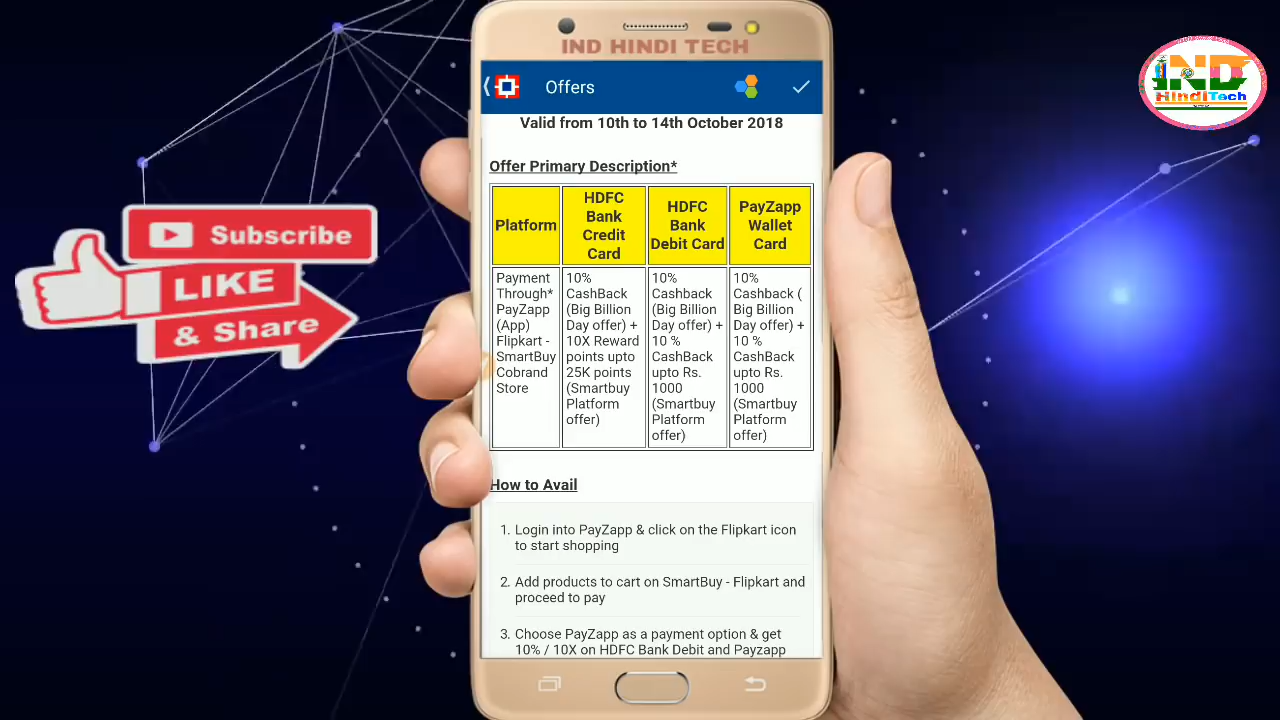 IND HINDI TECH
IND
HindiTech
Offers
Valid from 10th to 14th October 2018
Offer Primary Description*
Platform
HDFC
Bank
Credit
Card
HDFC
Bank
Debit Card
PayZapp
Wallet
Card
Payment
Through*
PayZapp
(App)
Flipkart -
SmartBuy
Cobrand
Store
10%
CashBack
(Big Billion
Day offer) +
10X Reward
points upto
25K points
(Smartbuy
Platform
offer)
10%
Cashback
(Big Billion
Day offer) +
10 %
CashBack
upto Rs.
1000
(Smartbuy
Platform
offer)
10%
Cashback (
Big Billion
Day offer) +
10 %
CashBack
upto Rs.
1000
(Smartbuy
Platform
offer)
Subscribe
LIKE
& Share
How to Avail
1. Login into PayZapp & click on the Flipkart icon
to start shopping
2. Add products to cart on SmartBuy - Flipkart and
proceed to pay
3. Choose PayZapp as a payment option & get
10% / 10X on HDFC Bank Debit and Payzapp